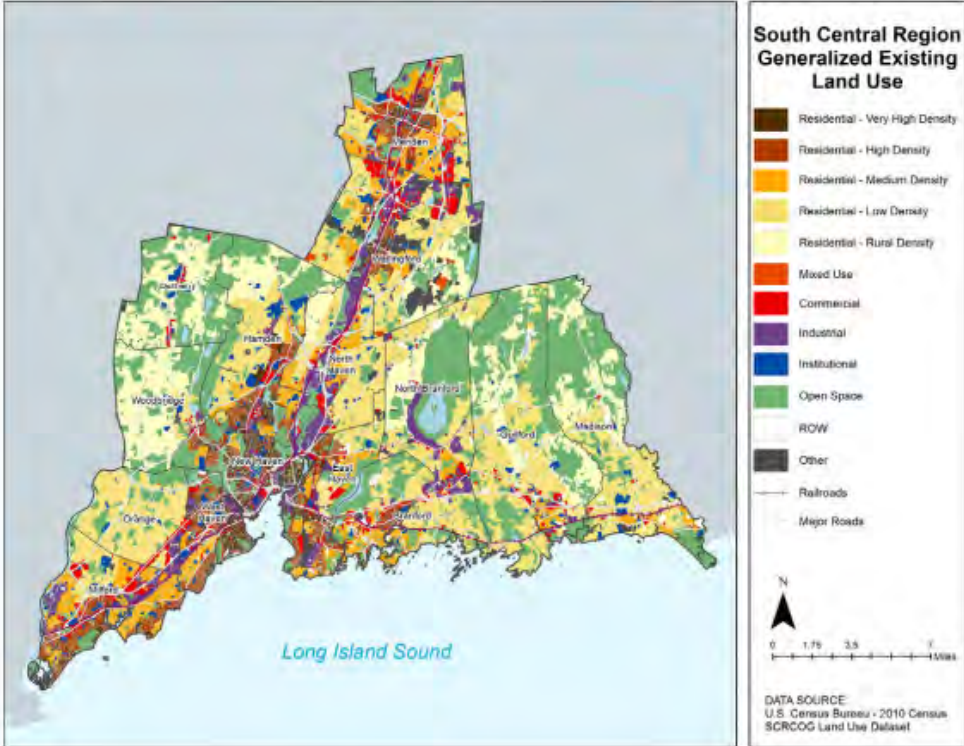 South Central Region
Generalized Existing
Land Use
Residential - Very High Density
Residential - High Density
Residential - Medium Density
Residential - Low Density
Residential - Rural Density
Mixed Use
Commercial
Industrial
Institutional
Open Space
ROW
Other
Railroads
Major Roads
N
0 1.75 3.5 7
Miles
DATA SOURCE:
U.S. Census Bureau - 2010 Census
SCRCOG Land Use Dataset
Meriden
Wallingford
Hamden
North
Haven
Woodbridge
North Branford
Guilford
Madison
New Haven
East
Haven
West
Haven
Orange
Branford
Milford
Long Island Sound